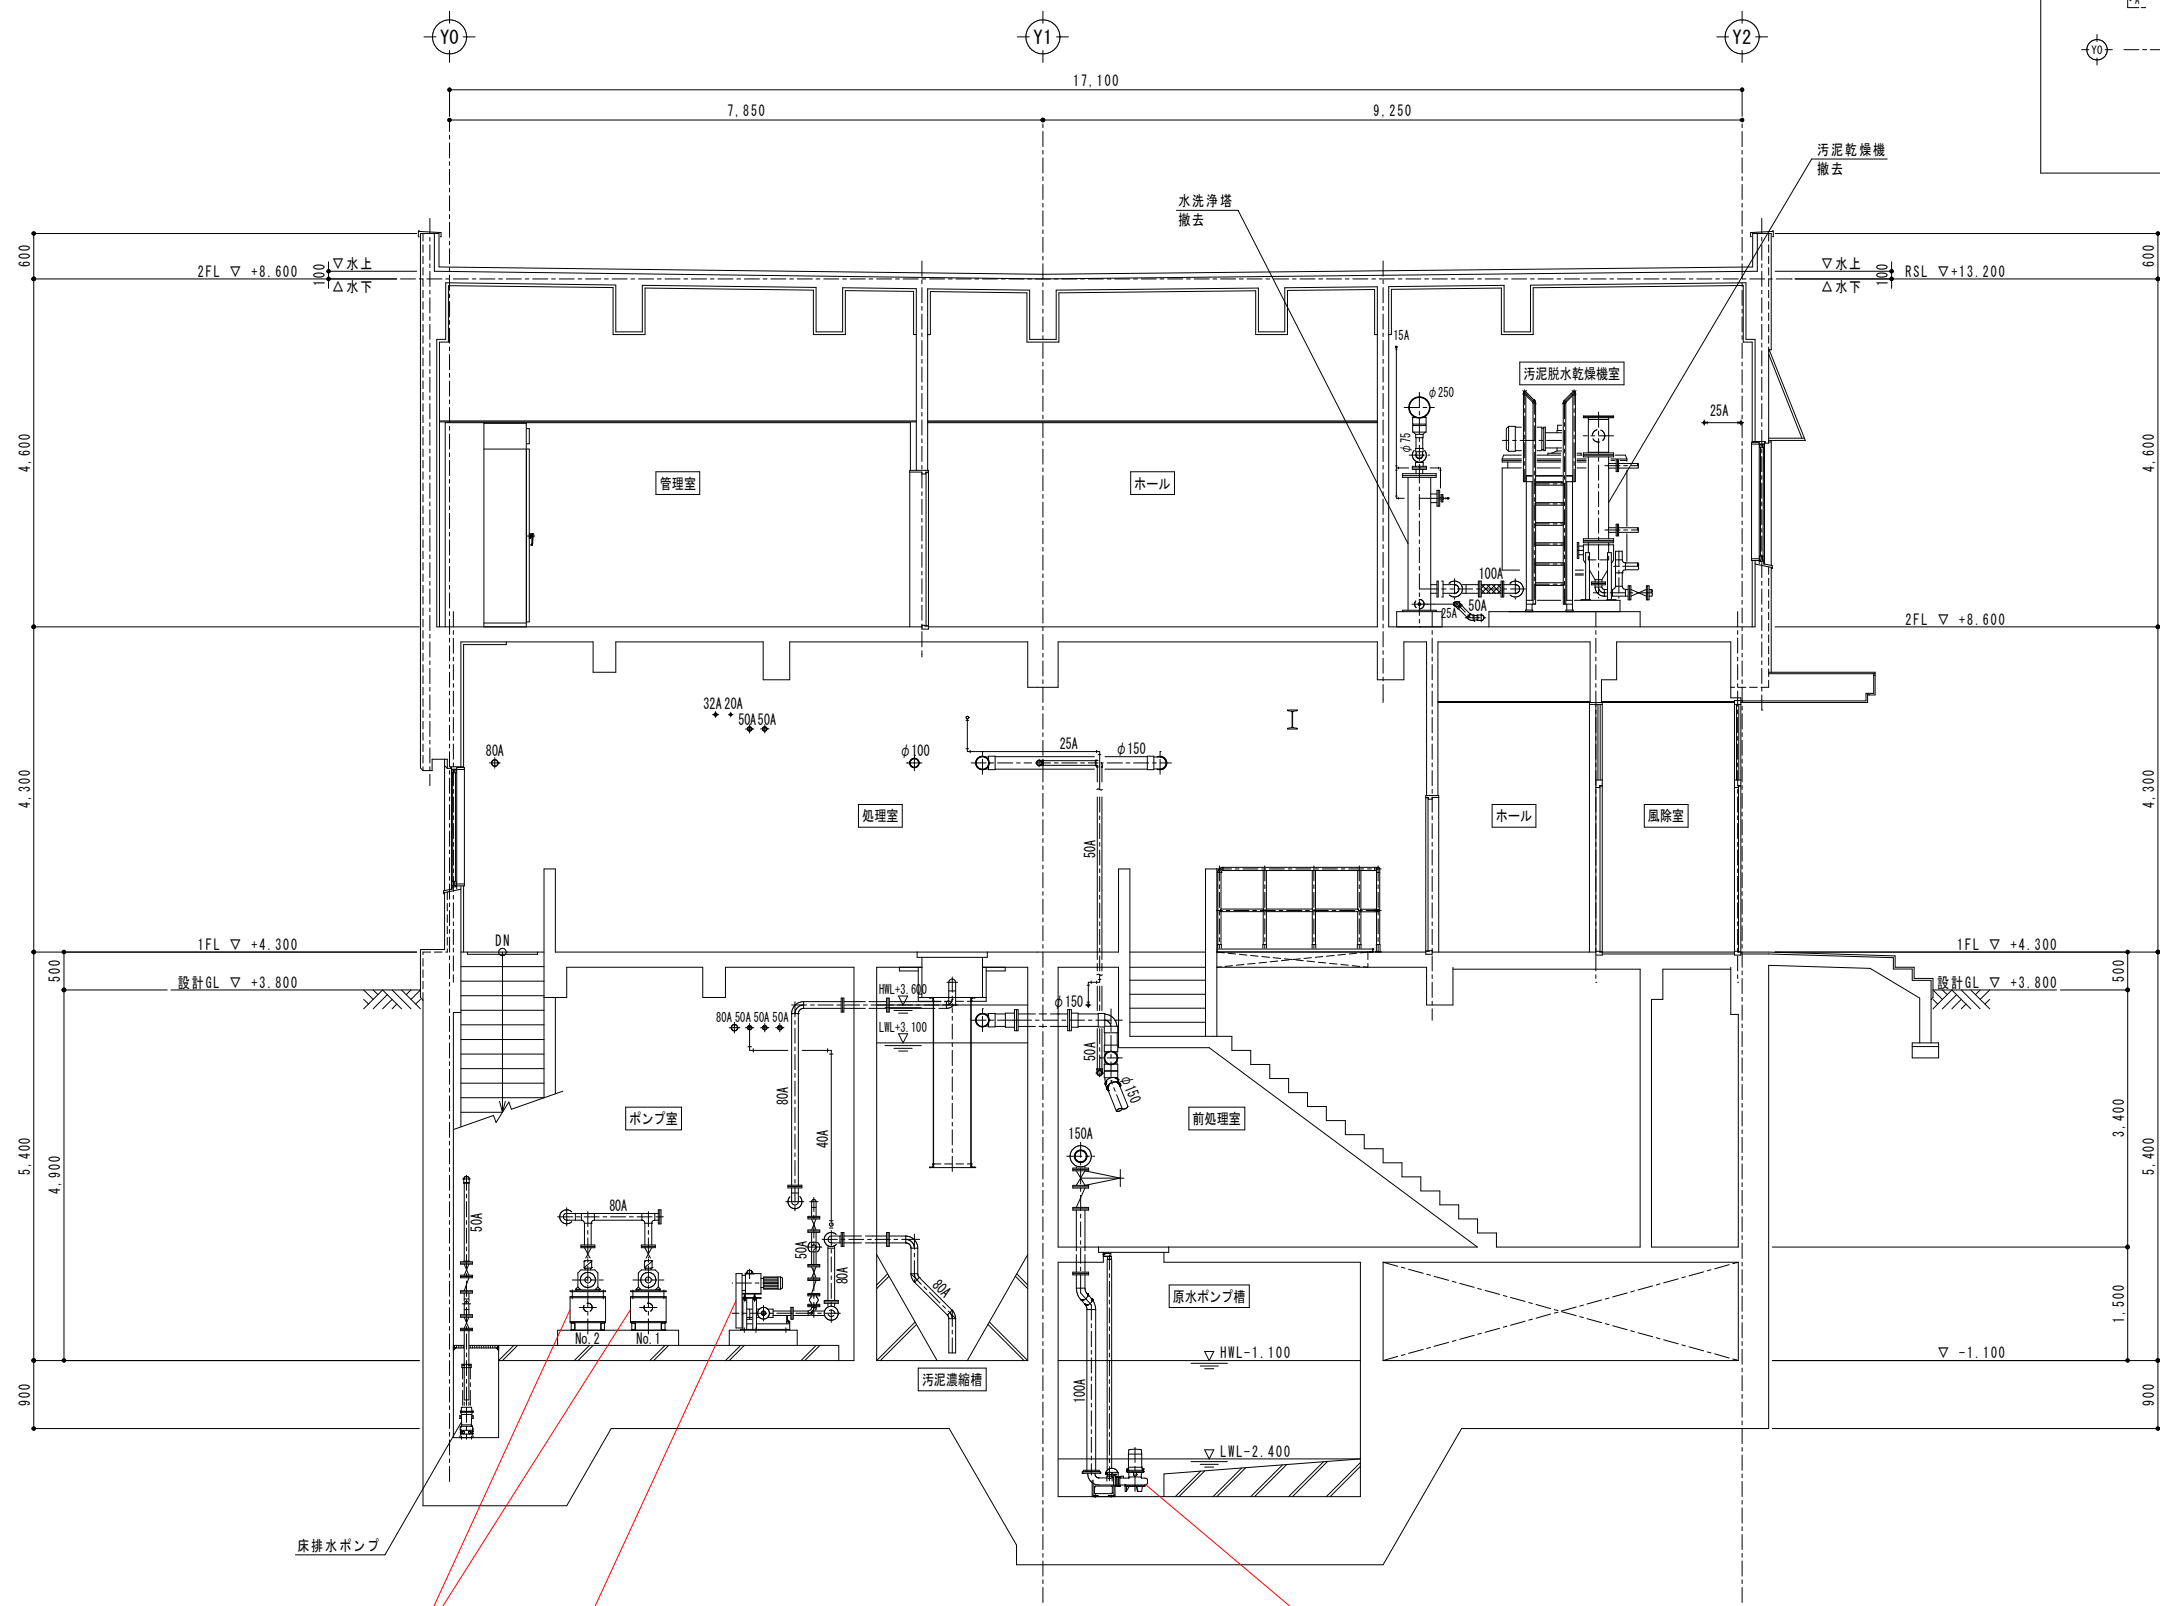 Y0
Y1
Y2
Y0
17,100
7,850
9,250
汚泥乾燥機
撤去
水洗浄塔
撤去
600
2FL ▽ +8.600
100
▽水上
△水下
▽水上
△水下
100
RSL ▽+13.200
600
15A
汚泥脱水乾燥機室
φ250
25A
φ75
4,600
管理室
ホール
4,600
100A
50A
25A
2FL ▽ +8.600
32A 20A
50A 50A
80A
φ100
25A
φ150
4,300
処理室
ホール
風除室
4,300
50A
1FL ▽ +4.300
DN
1FL ▽ +4.300
500
設計GL ▽ +3.800
HWL+3.600
φ150
設計GL ▽ +3.800
500
80A 50A 50A 50A
LWL+3.100
50A
80A
φ150
ポンプ室
前処理室
3,400
40A
150A
5,400
4,900
5,400
80A
50A
50A
80A
80A
原水ポンプ槽
1,500
No.2
No.1
HWL-1.100
▽ -1.100
汚泥濃縮槽
100A
900
900
LWL-2.400
床排水ポンプ